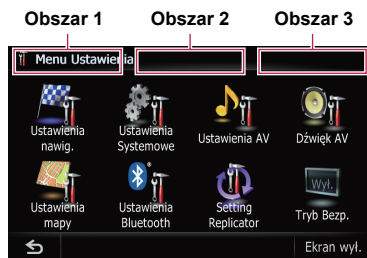 Obszar 1 Obszar 2 Obszar 3
Menu Ustawienia
Ustawienia nawig.
Ustawienia Systemowe
Ustawienia AV
Dźwięk AV
Ustawienia mapy
Ustawienia Bluetooth
Setting Replicator
Wył.
Tryb Bezp.
Ekran wył.